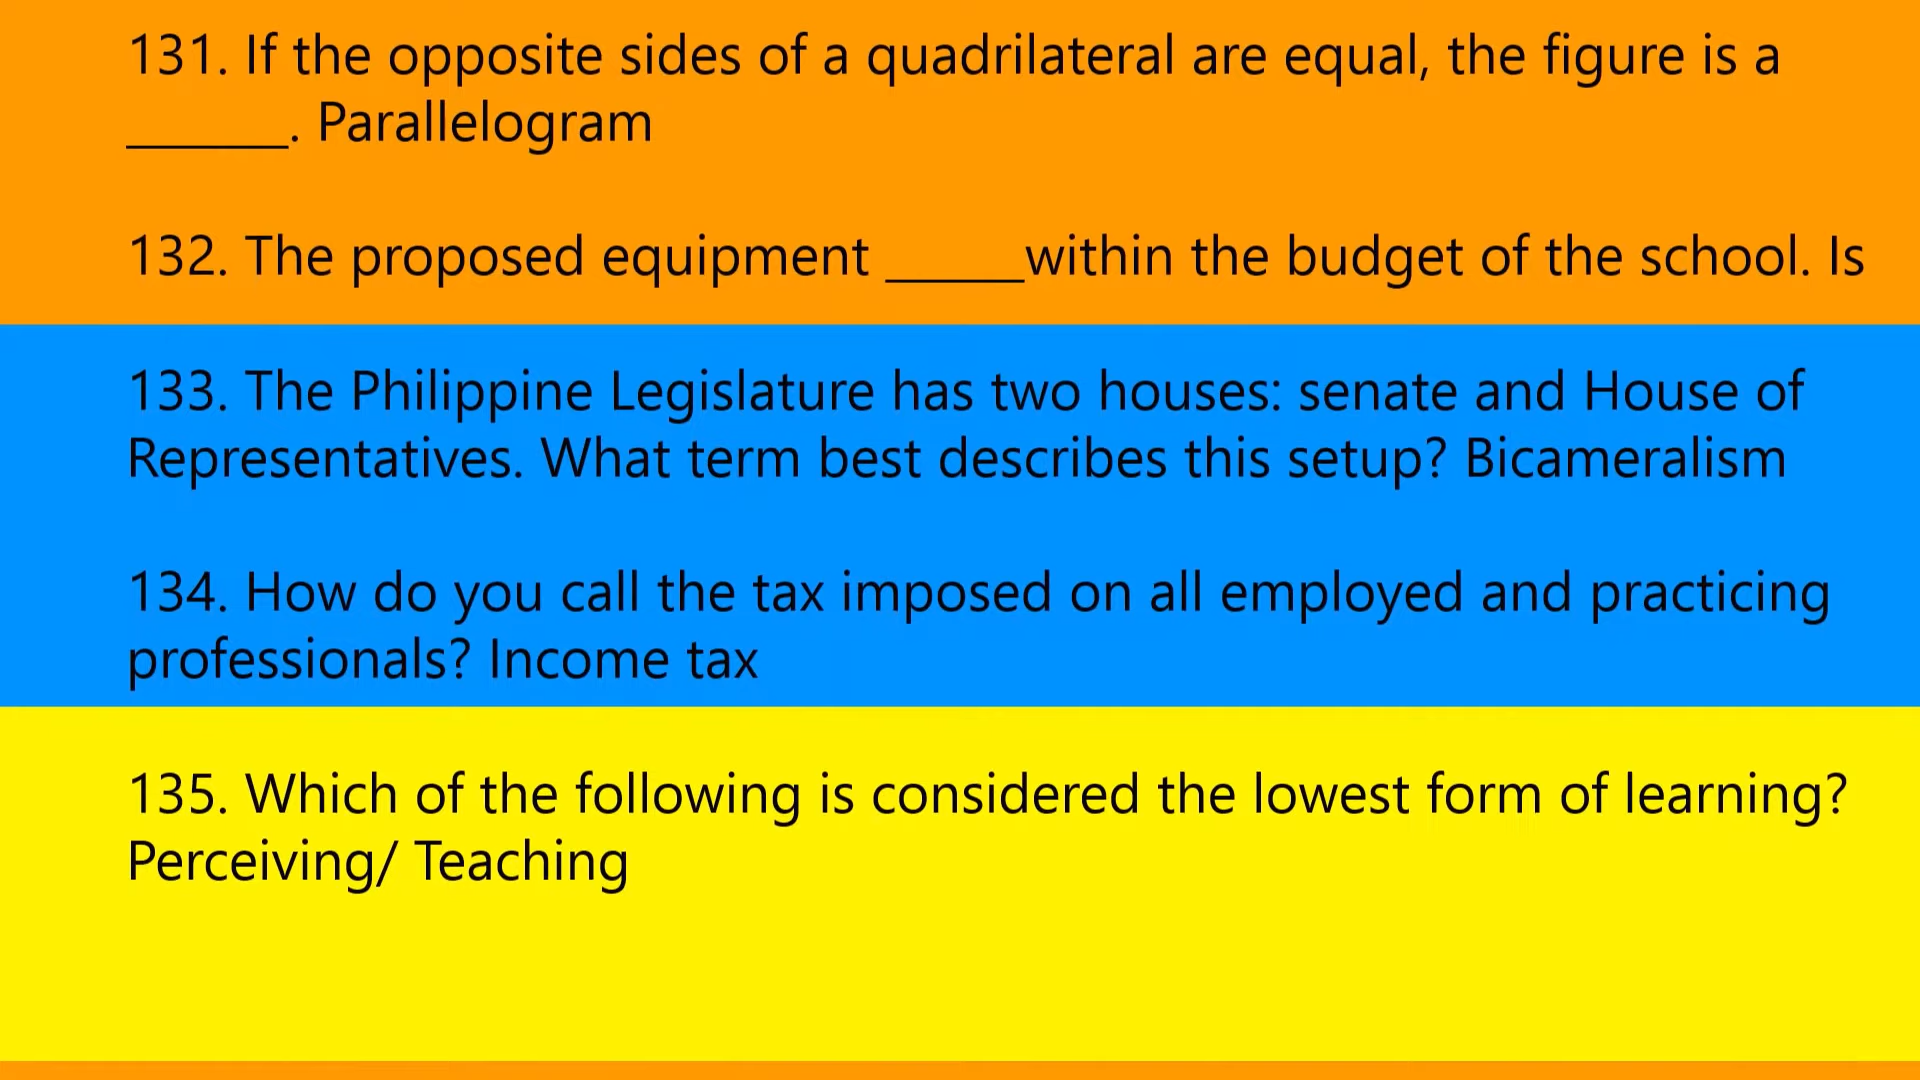 131. If the opposite sides of a quadrilateral are equal, the figure is a
_______. Parallelogram
132. The proposed equipment ______within the budget of the school. Is
133. The Philippine Legislature has two houses: senate and House of
Representatives. What term best describes this setup? Bicameralism
134. How do you call the tax imposed on all employed and practicing
professionals? Income tax
135. Which of the following is considered the lowest form of learning?
Perceiving/ Teaching